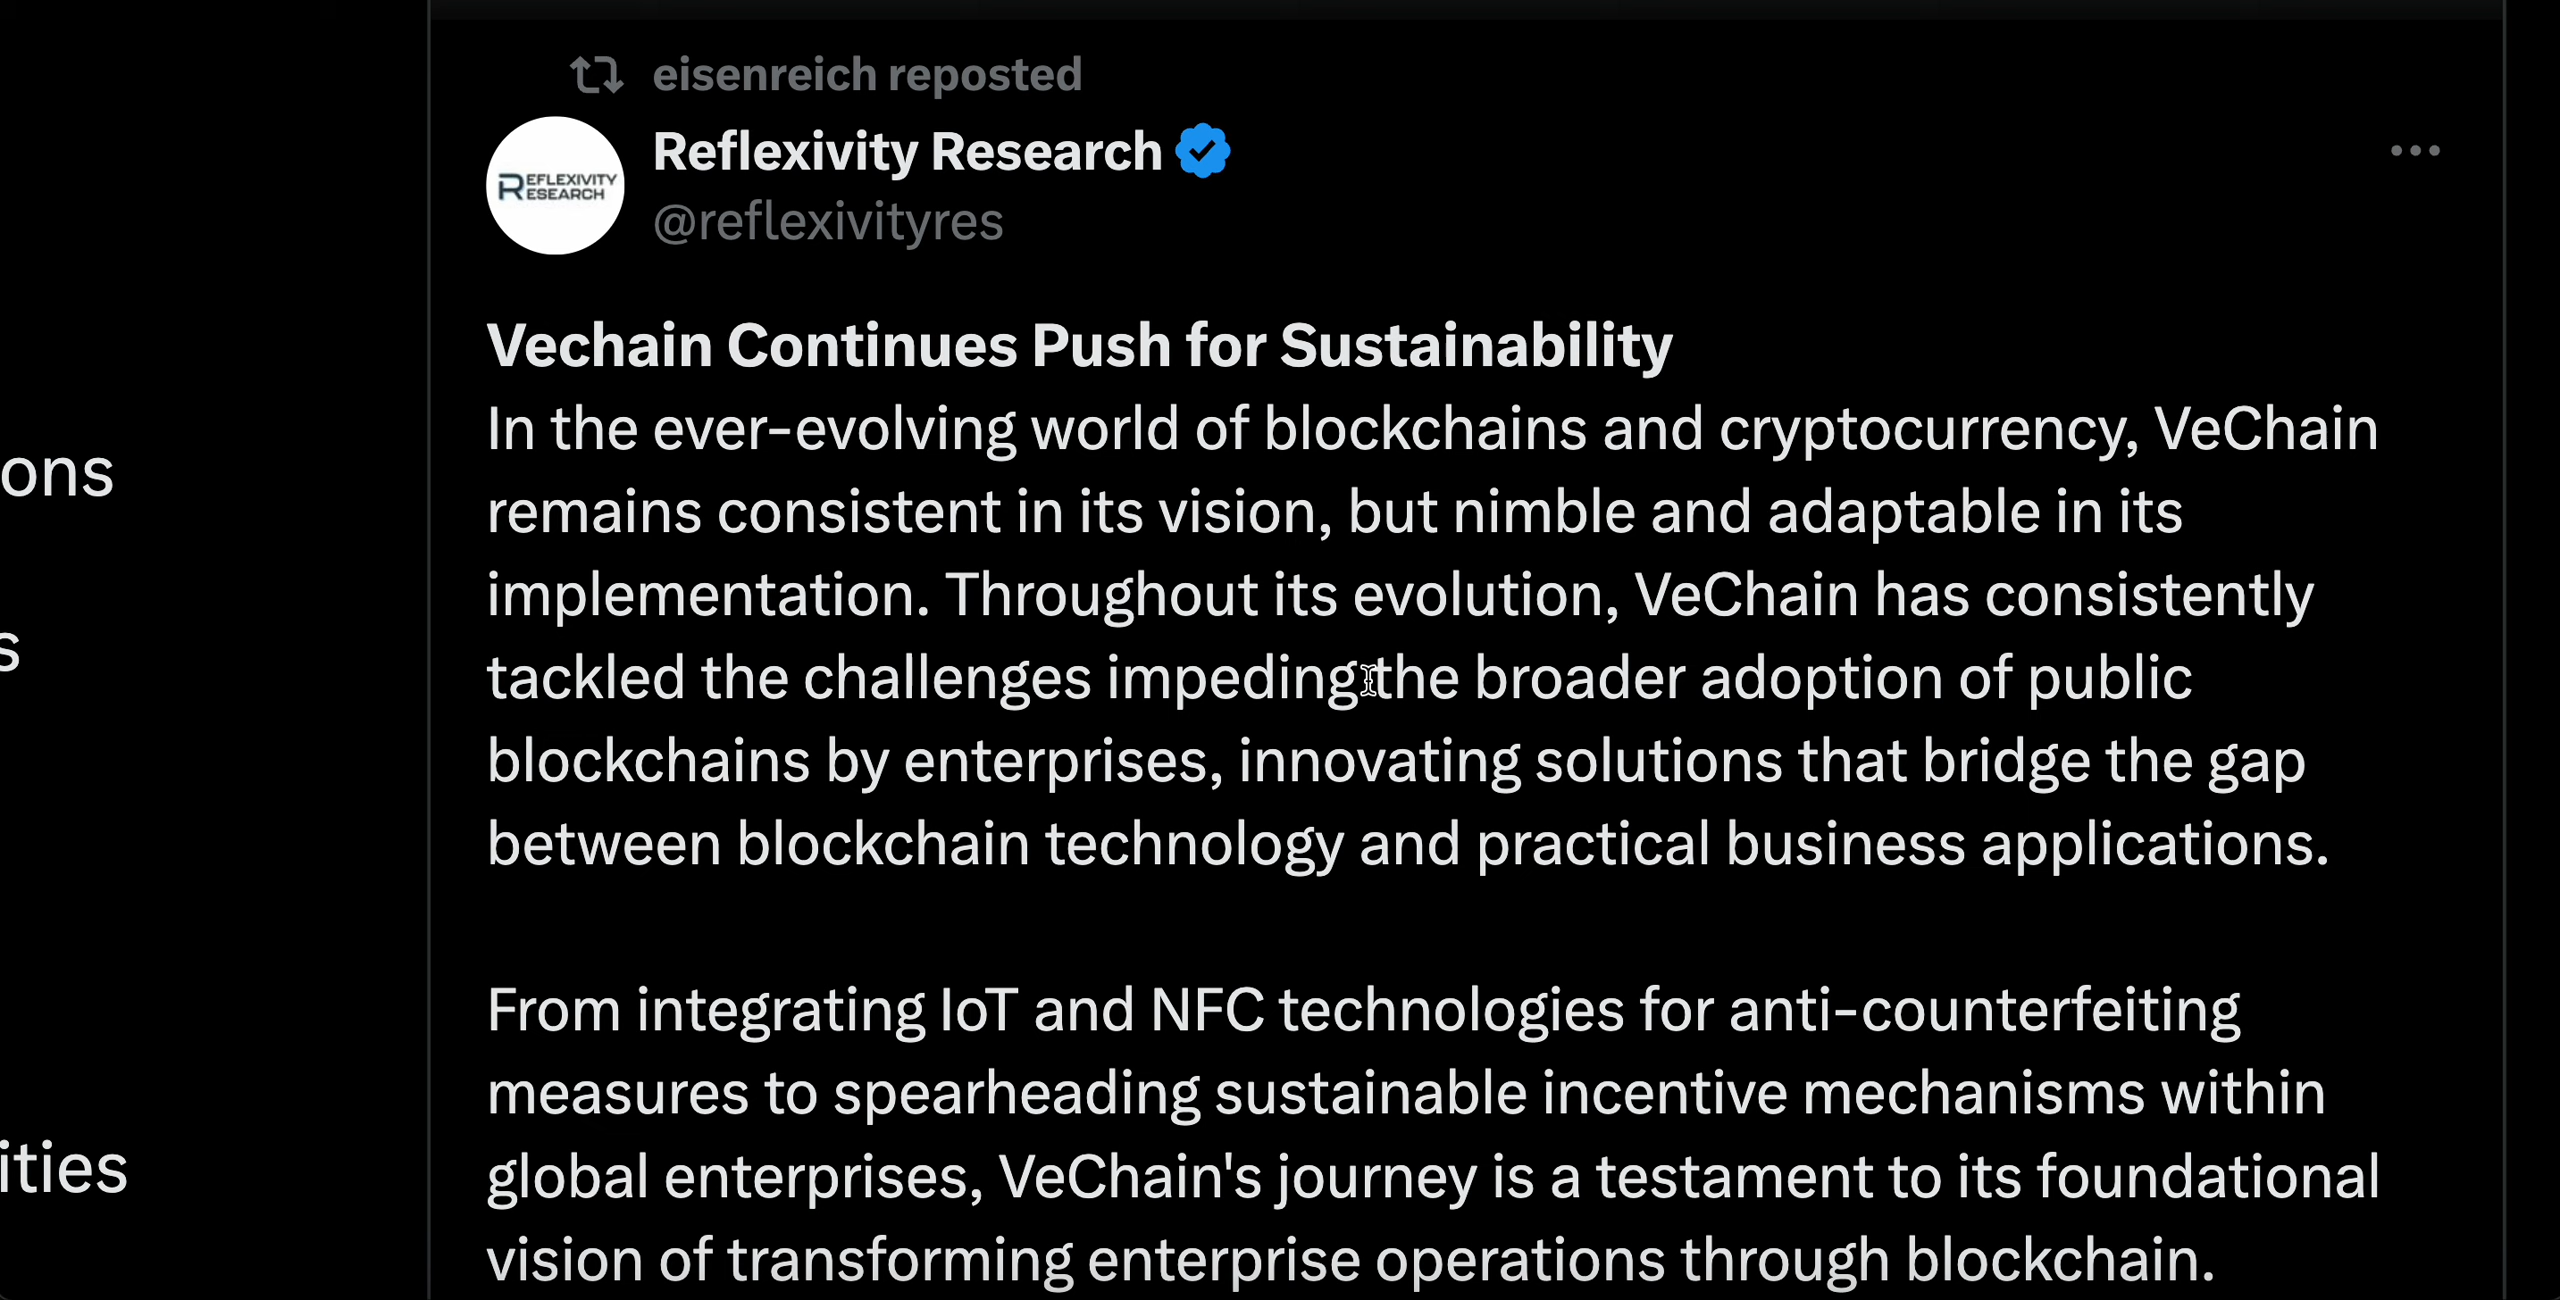 eisenreich reposted
Reflexivity Research
REFLEXIVITY
RESEARCH
@reflexivityres
Vechain Continues Push for Sustainability
In the ever-evolving world of blockchains and cryptocurrency, VeChain
remains consistent in its vision, but nimble and adaptable in its
implementation. Throughout its evolution, VeChain has consistently
tackled the challenges impeding the broader adoption of public
blockchains by enterprises, innovating solutions that bridge the gap
between blockchain technology and practical business applications.
From integrating IoT and NFC technologies for anti-counterfeiting
measures to spearheading sustainable incentive mechanisms within
global enterprises, VeChain's journey is a testament to its foundational
vision of transforming enterprise operations through blockchain.
ons
s
ities